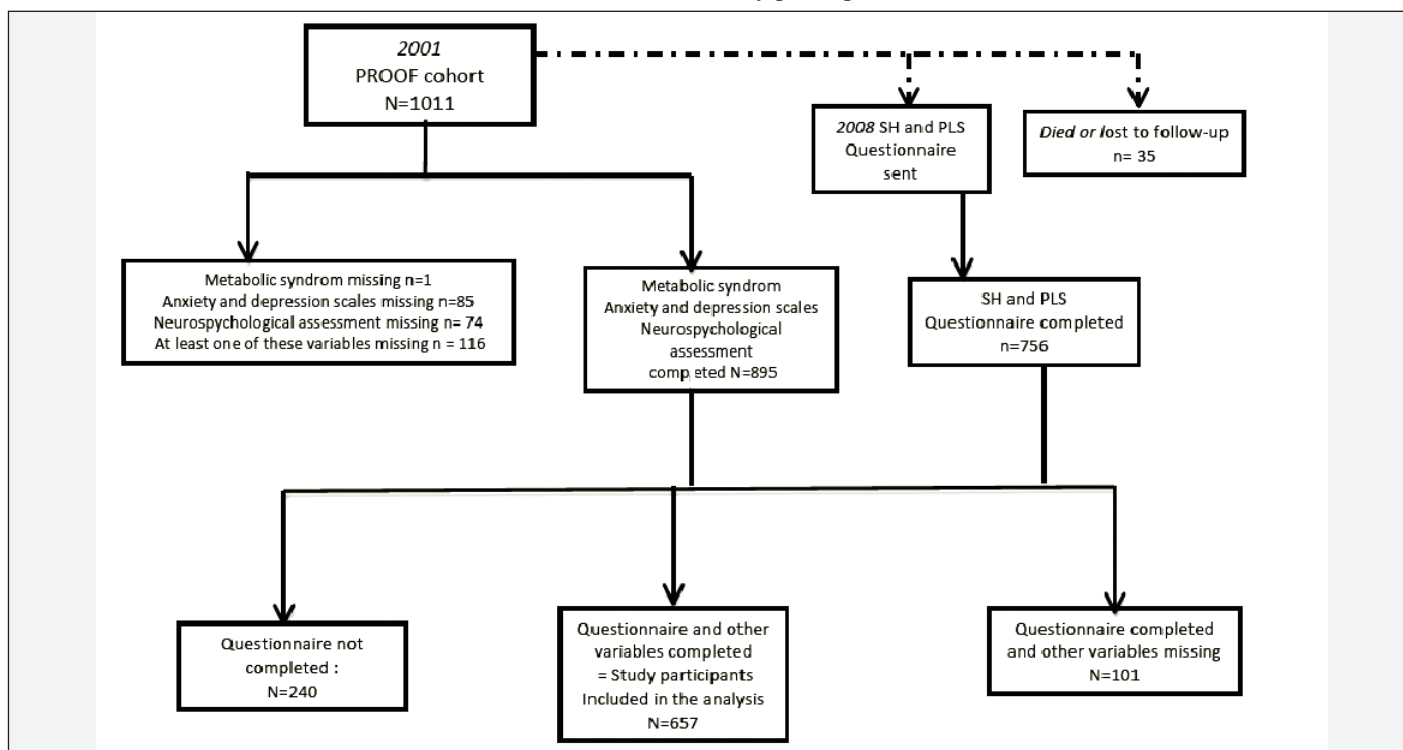 2001
PROOF cohort
N=1011
2008 SH and PLS
Questionnaire
sent
Died or lost to follow-up
n= 35
Metabolic syndrom missing n=1
Anxiety and depression scales missing n=85
Neurospychological assessment missing n= 74
At least one of these variables missing n = 116
Metabolic syndrom
Anxiety and depression scales
Neurospychological
assessment
completed N=895
SH and PLS
Questionnaire completed
n=756
Questionnaire not
completed :
N=240
Questionnaire and other
variables completed
= Study participants
Included in the analysis
N=657
Questionnaire completed
and other variables missing
N=101